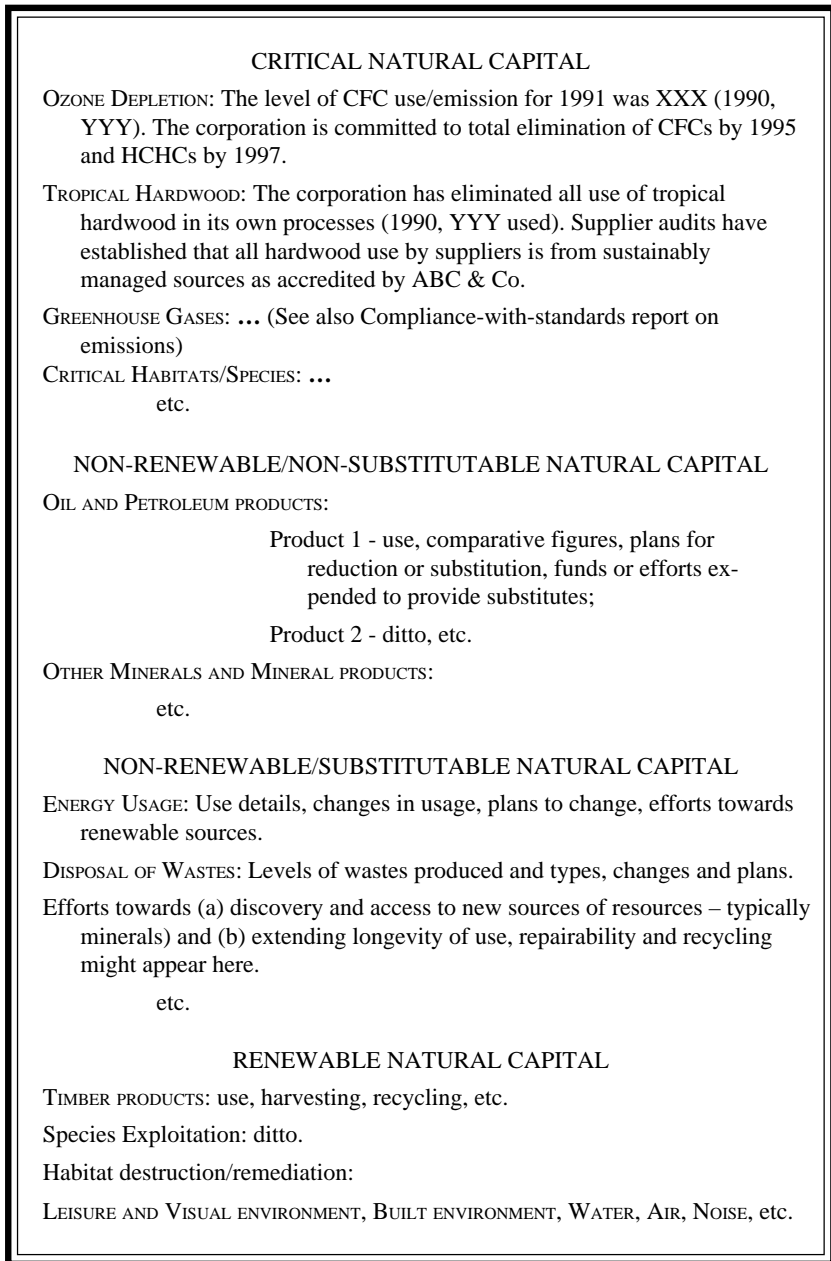 CRITICAL NATURAL CAPITAL
OZONE DEPLETION: The level of CFC use/emission for 1991 was XXX (1990,
YYY). The corporation is committed to total elimination of CFCs by 1995
and HCHCs by 1997.
TROPICAL HARDWOOD: The corporation has eliminated all use of tropical
hardwood in its own processes (1990, YYY used). Supplier audits have
established that all hardwood use by suppliers is from sustainably
managed sources as accredited by ABC & Co.
GREENHOUSE GASES: … (See also Compliance-with-standards report on
emissions)
CRITICAL HABITATS/SPECIES: …
etc.
NON-RENEWABLE/NON-SUBSTITUTABLE NATURAL CAPITAL
OIL AND PETROLEUM PRODUCTS:
Product 1 - use, comparative figures, plans for
reduction or substitution, funds or efforts ex-
pended to provide substitutes;
Product 2 - ditto, etc.
OTHER MINERALS AND MINERAL PRODUCTS:
etc.
NON-RENEWABLE/SUBSTITUTABLE NATURAL CAPITAL
ENERGY USAGE: Use details, changes in usage, plans to change, efforts towards
renewable sources.
DISPOSAL OF WASTES: Levels of wastes produced and types, changes and plans.
Efforts towards (a) discovery and access to new sources of resources – typically
minerals) and (b) extending longevity of use, repairability and recycling
might appear here.
etc.
RENEWABLE NATURAL CAPITAL
TIMBER PRODUCTS: use, harvesting, recycling, etc.
Species Exploitation: ditto.
Habitat destruction/remediation:
LEISURE AND VISUAL ENVIRONMENT, BUILT ENVIRONMENT, WATER, AIR, NOISE, etc.